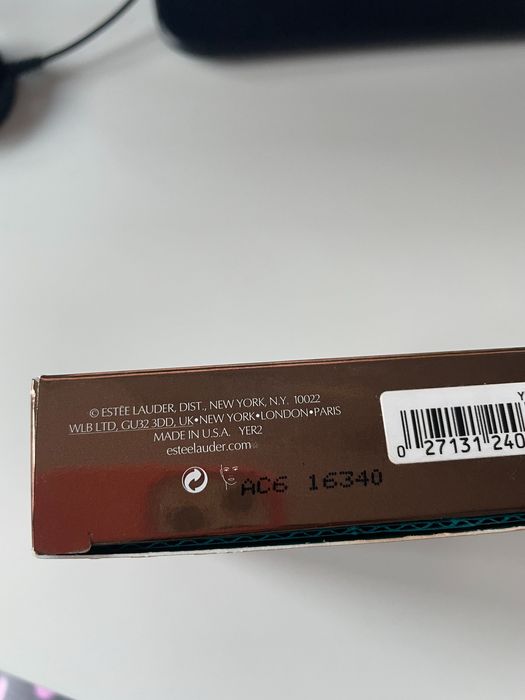 © ESTĒE LAUDER, DIST., NEW YORK, N.Y. 10022
WLB LTD, GU32 3DD, UK•NEW YORK•LONDON•PARIS
MADE IN U.S.A. YER2
esteelauder.com
AC6 16340
Y
0 27131 240